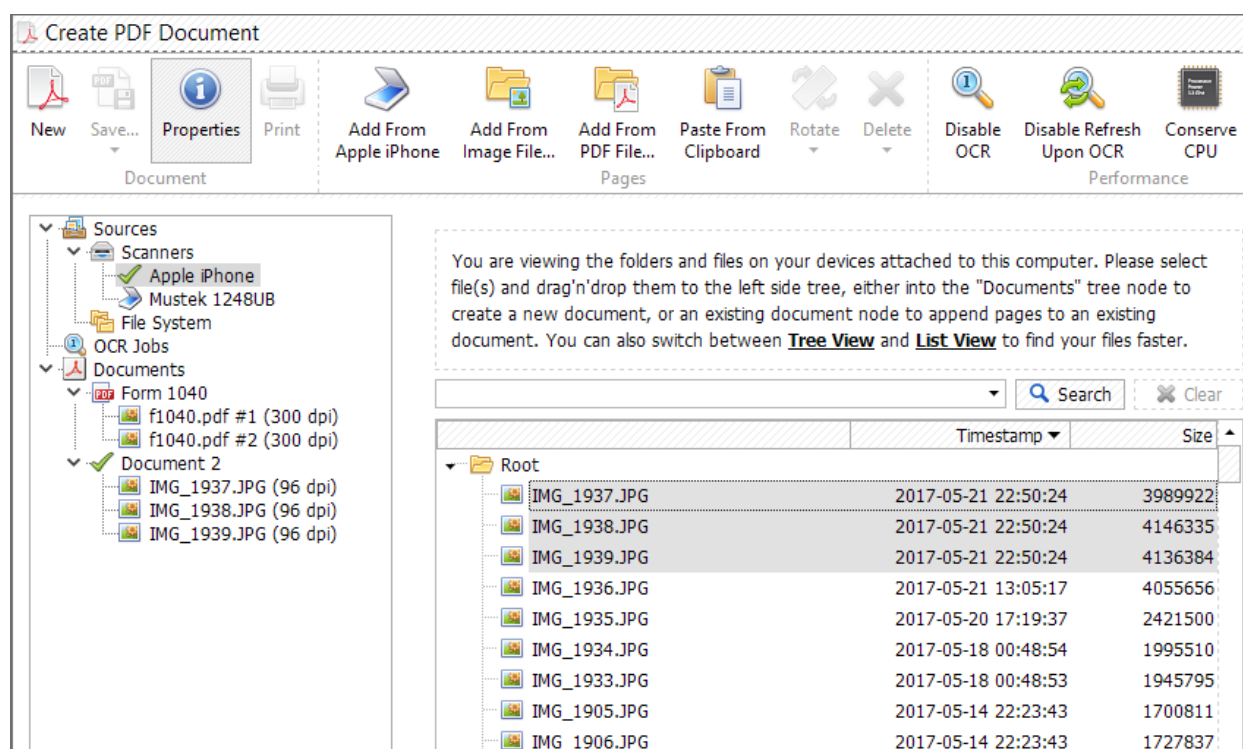 Create PDF Document
New
Save...
Properties
Print
Add From
Apple iPhone
Add From
Image File...
Add From
PDF File...
Paste From
Clipboard
Rotate
Delete
Disable
OCR
Disable Refresh
Upon OCR
Conserve
CPU
Document
Pages
Performance
Sources
Scanners
Apple iPhone
Mustek 1248UB
File System
OCR Jobs
Documents
Form 1040
f1040.pdf #1 (300 dpi)
f1040.pdf #2 (300 dpi)
Document 2
IMG_1937.JPG (96 dpi)
IMG_1938.JPG (96 dpi)
IMG_1939.JPG (96 dpi)
You are viewing the folders and files on your devices attached to this computer. Please select
file(s) and drag'n'drop them to the left side tree, either into the "Documents" tree node to
create a new document, or an existing document node to append pages to an existing
document. You can also switch between Tree View and List View to find your files faster.
Search
Clear
Timestamp Size
Root
IMG_1937.JPG 2017-05-21 22:50:24 3989922
IMG_1938.JPG 2017-05-21 22:50:24 4146335
IMG_1939.JPG 2017-05-21 22:50:24 4136384
IMG_1936.JPG 2017-05-21 13:05:17 4055656
IMG_1935.JPG 2017-05-20 17:19:37 2421500
IMG_1934.JPG 2017-05-18 00:48:54 1995510
IMG_1933.JPG 2017-05-18 00:48:53 1945795
IMG_1905.JPG 2017-05-14 22:23:43 1700811
IMG_1906.JPG 2017-05-14 22:23:43 1727837